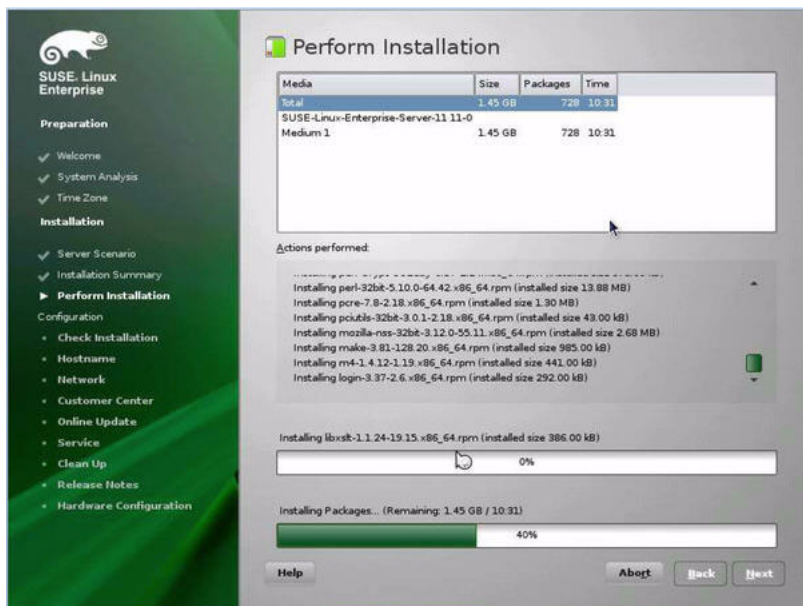 SUSE. Linux
Enterprise
Preparation
Welcome
System Analysis
Time Zone
Installation
Server Scenario
Installation Summary
Perform Installation
Configuration
Check Installation
Hostname
Network
Customer Center
Online Update
Service
Clean Up
Release Notes
Hardware Configuration
Perform Installation
Media Size Packages Time
Total 1.45 GB 728 10:31
SUSE-Linux-Enterprise-Server-11 11-0
Medium 1 1.45 GB 728 10:31
Actions performed:
Installing perl-32bit-5.10.0-64.42.x86_64.rpm (installed size 13.88 MB)
Installing pcre-7.8-2.18.x86_64.rpm (installed size 1.30 MB)
Installing pciutils-32bit-3.0.1-2.18.x86_64.rpm (installed size 43.00 kB)
Installing mozilla-nss-32bit-3.12.0-55.11.x86_64.rpm (installed size 2.68 MB)
Installing make-3.81-128.20.x86_64.rpm (installed size 985.00 kB)
Installing m4-1.4.12-1.19.x86_64.rpm (installed size 441.00 kB)
Installing login-3.37-2.6.x86_64.rpm (installed size 292.00 kB)
Installing libxslt-1.1.24-19.15.x86_64.rpm (installed size 386.00 kB)
0%
Installing Packages... (Remaining: 1.45 GB / 10:31)
40%
Help Abort Back Next